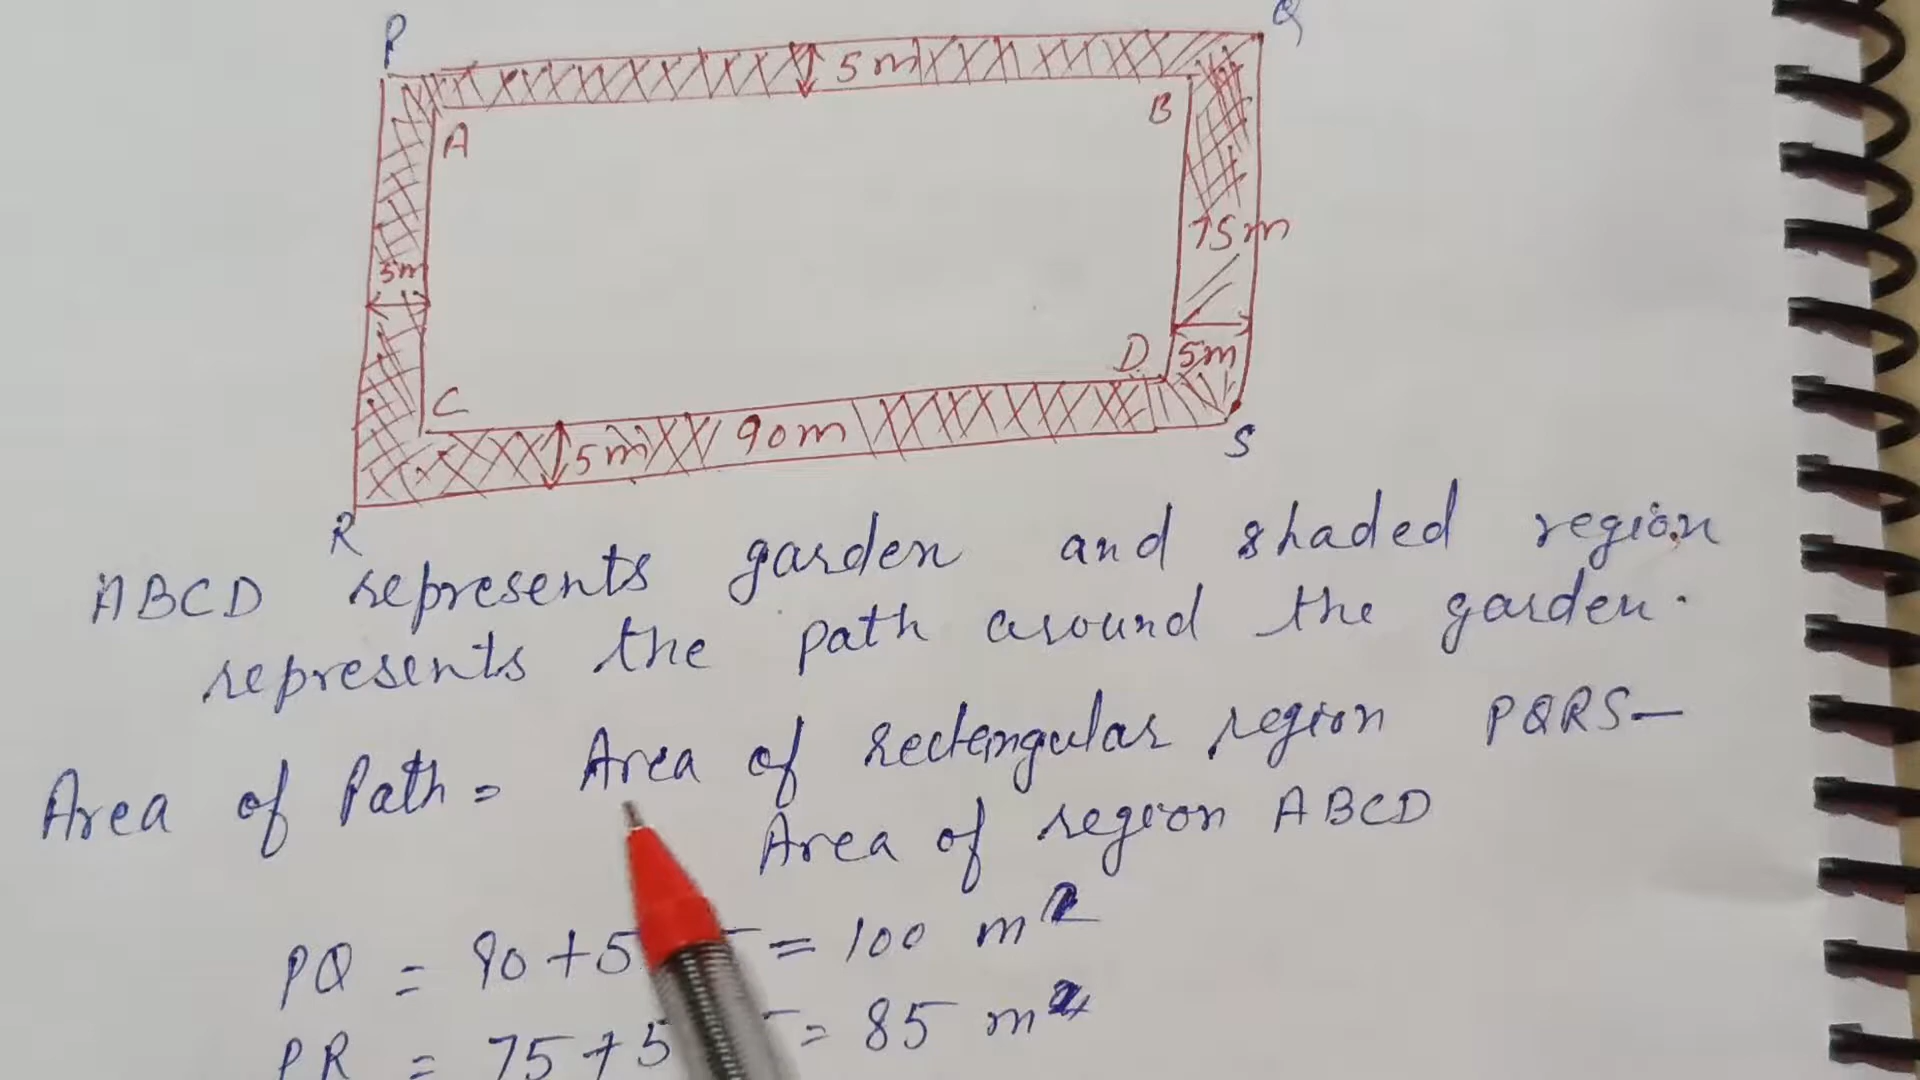 P
Q
5m
A
B
75m
5m
D
5m
C
5m
90m
S
R
ABCD represents garden and shaded region
represents the path around the garden.
Area of Path = Area of rectangular region PQRS-
Area of region ABCD
PQ = 90+5 = 100 m
PR = 75+5 = 85 m